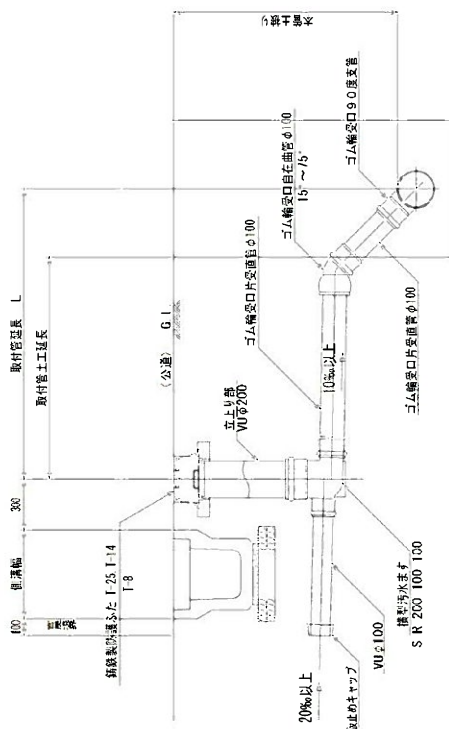 本管土被り
取付管延長 L
取付管土工延長
300
側溝幅
100
(公道)
G L
鋳鉄製防護ふた T-25, T-14
T-8
立上り部
VUφ200
ゴム輪受口片受直管φ100
ゴム輪受口自在曲管φ100
15°~75°
ゴム輪受口90度支管
10‰以上
ゴム輪受口片受直管φ100
横型汚水ます
S R 200 100 100
VUφ100
止めキャップ
20‰以上